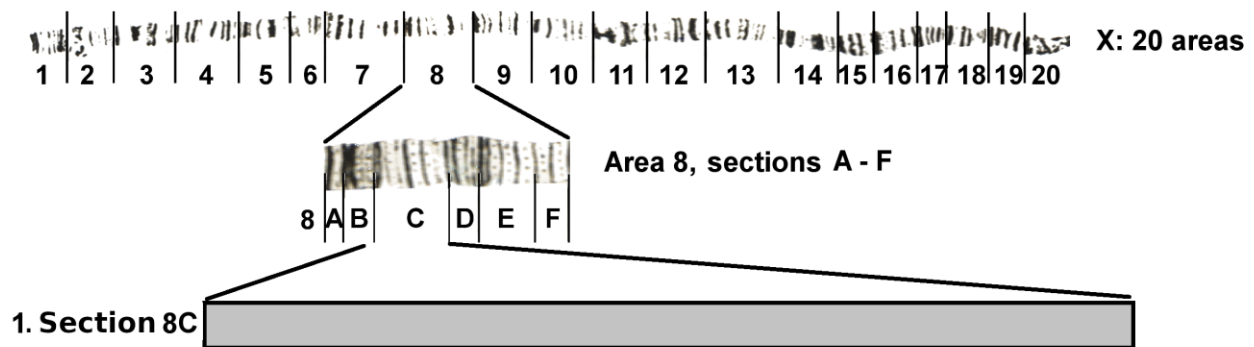 X: 20 areas
1 2 3 4 5 6 7 8 9 10 11 12 13 14 15 16 17 18 19 20
Area 8, sections A - F
8 A B C D E F
1. Section 8C